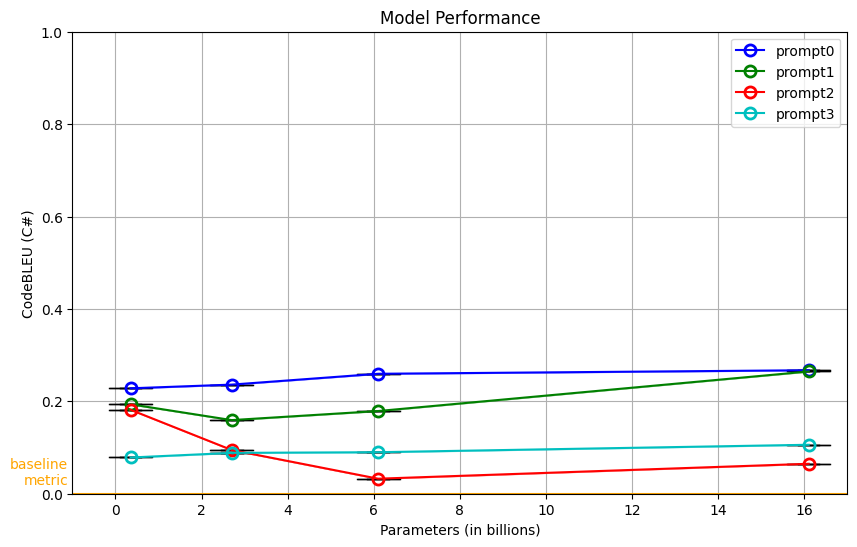 Model Performance
1.0
0.8
0.6
0.4
0.2
0.0
CodeBLEU (C#)
baseline
metric
prompt0
prompt1
prompt2
prompt3
0 2 4 6 8 10 12 14 16
Parameters (in billions)